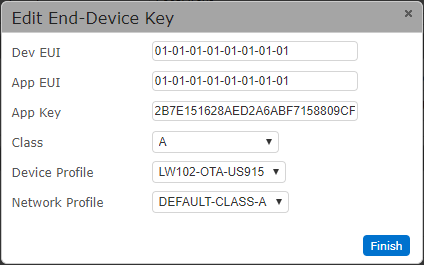 Edit End-Device Key
×
Dev EUI 01-01-01-01-01-01-01-01
App EUI 01-01-01-01-01-01-01-01
App Key 2B7E151628AED2A6ABF7158809CF
Class A
Device Profile LW102-OTA-US915
Network Profile DEFAULT-CLASS-A
Finish